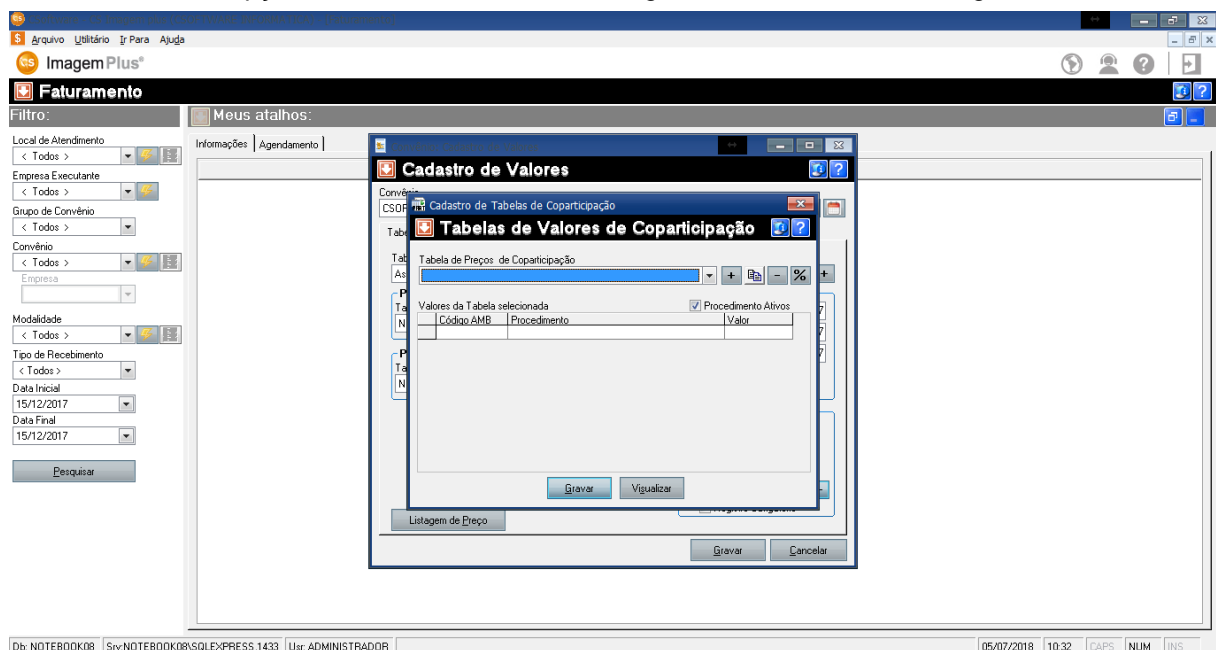 Arquivo Utilitário Ir Para Ajuda
ImagemPlus®
Faturamento
Filtro:
Meus atalhos:
Local de Atendimento
< Todos >
Empresa Executante
< Todos >
Grupo de Convênio
< Todos >
Convênio
< Todos >
Empresa
Modalidade
< Todos >
Tipo de Recebimento
< Todos >
Data Inicial
15/12/2017
Data Final
15/12/2017
Pesquisar
Informações Agendamento
Cadastro de Valores
Convênio
Cadastro de Tabelas de Coparticipação
Tabelas de Valores de Coparticipação
Tabela de Preços de Coparticipação
Valores da Tabela selecionada
Procedimento Ativos
Código AMB Procedimento Valor
Gravar Visualizar
Listagem de Preço
Gravar Cancelar
Db: NOTEBOOK08 Srv:NOTEBOOK08\SQLEXPRESS,1433 Usr: ADMINISTRADOR 05/07/2018 10:32 CAPS NUM INS